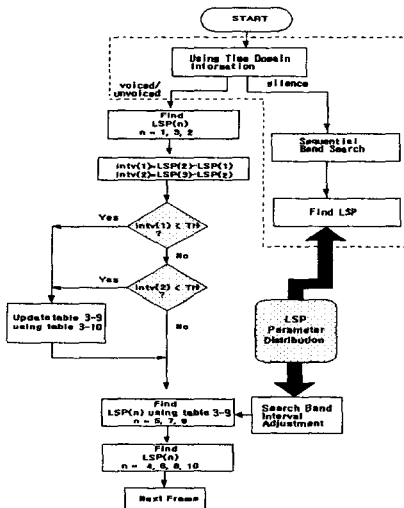 START
Using Time Domain
Information
voiced/
unvoiced
silence
Find
LSP(n)
n = 1, 3, 2
Sequential
Band Search
intv(1)=LSP(2)-LSP(1)
intv(2)=LSP(3)-LSP(2)
Find LSP
Yes
intv(1) < TH
?
No
Yes
intv(2) < TH
?
No
Update table 3-9
using table 3-10
LSP
Parameter
Distribution
Find
LSP(n) using table 3-9
n = 5, 7, 9
Search Band
Interval
Adjustment
Find
LSP(n)
n = 4, 6, 8, 10
Next Frame